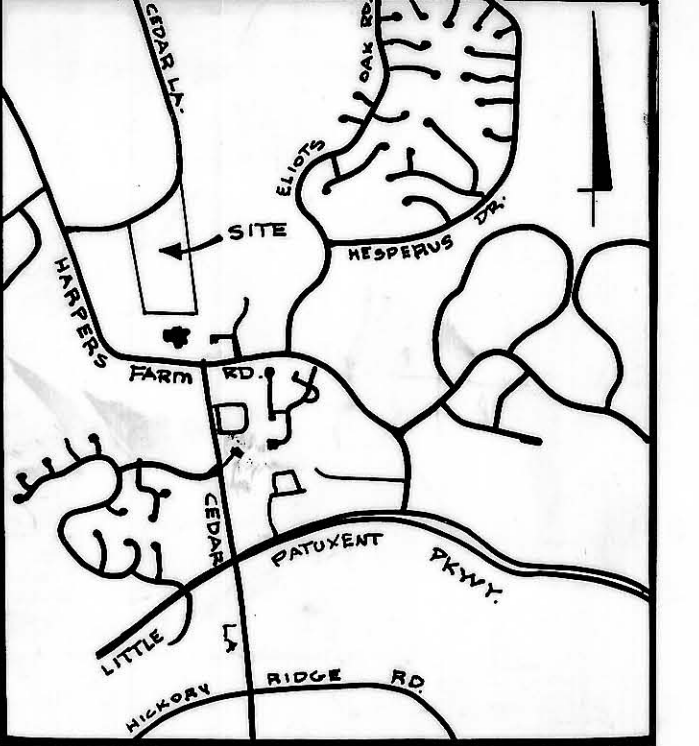 CEDAR LA.
OAK RD.
ELIOTS
SITE
HESPERUS DR.
HARPERS
FARM RD.
CEDAR
PATUXENT
PKWY.
LITTLE
LA
HICKORY RIDGE RD.